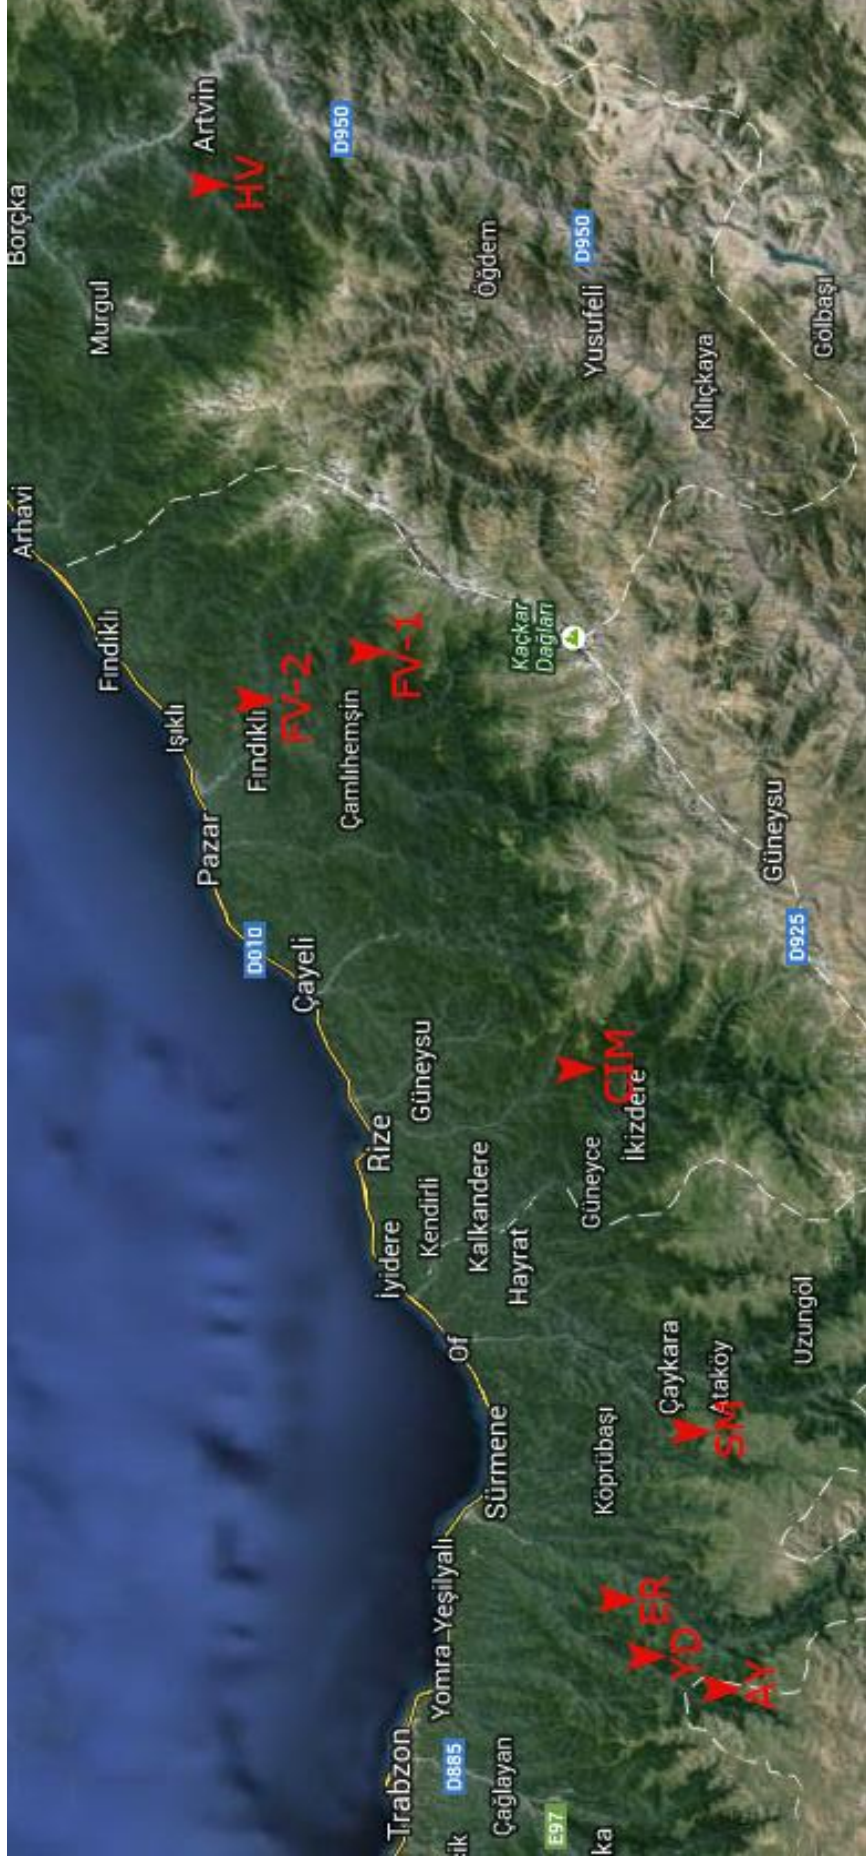 Borçka
Arhavi
Murgul
Fındıklı
Işıklı
Artvin
Pazar
HV
D010
Fındıklı
FV-2
Çayeli
D950
Çamlıhemşin
Rize
İyidere
Trabzon
FV-1
Güneysu
Kendirli
Yomra
Yeşilyalı
D885
Of
Kalkandere
Öğdem
Sürmene
Çağlayan
Hayrat
Kaçkar
Dağları
E97
D950
Güneyce
Yusufeli
ka
Köprübaşı
CIM
İkizdere
ER
Çaykara
YD
Kılıçkaya
Ataköy
SM
AY
Güneysu
D925
Uzungöl
Gölbaşı